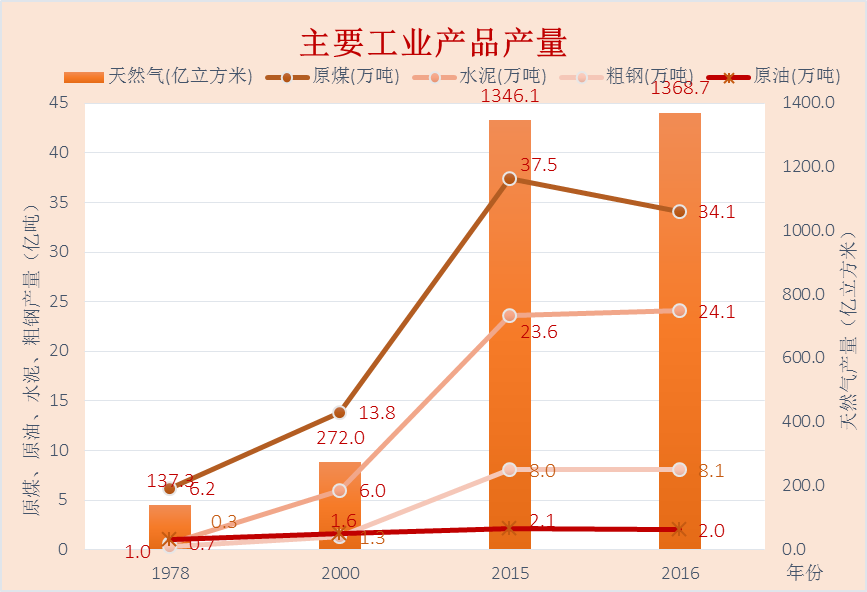 主要工业产品产量
天然气(亿立方米) 原煤(万吨) 水泥(万吨) 粗钢(万吨) 原油(万吨)
45 1400.0
40 1200.0
35 1000.0
30 800.0
25 600.0
20 400.0
15 200.0
10 0.0
5
0
原煤、原油、水泥、粗钢产量（亿吨）
天然气产量（亿立方米）
137.3 272.0 1346.1 1368.7
6.2 13.8 37.5 34.1
0.7 6.0 23.6 24.1
0.3 1.3 8.0 8.1
1.0 1.6 2.1 2.0
1978 2000 2015 2016 年份